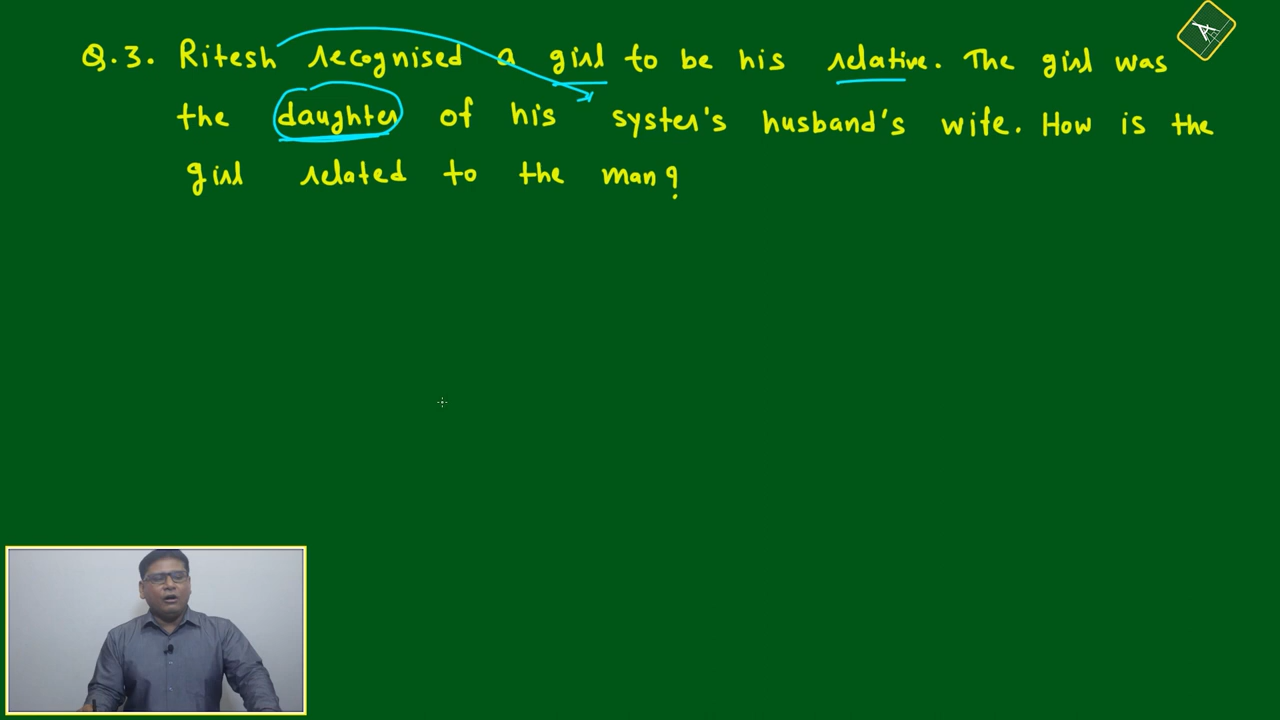 Q.3. Ritesh recognised a girl to be his relative. The girl was
the daughter of his syster's husband's wife. How is the
girl related to the man?